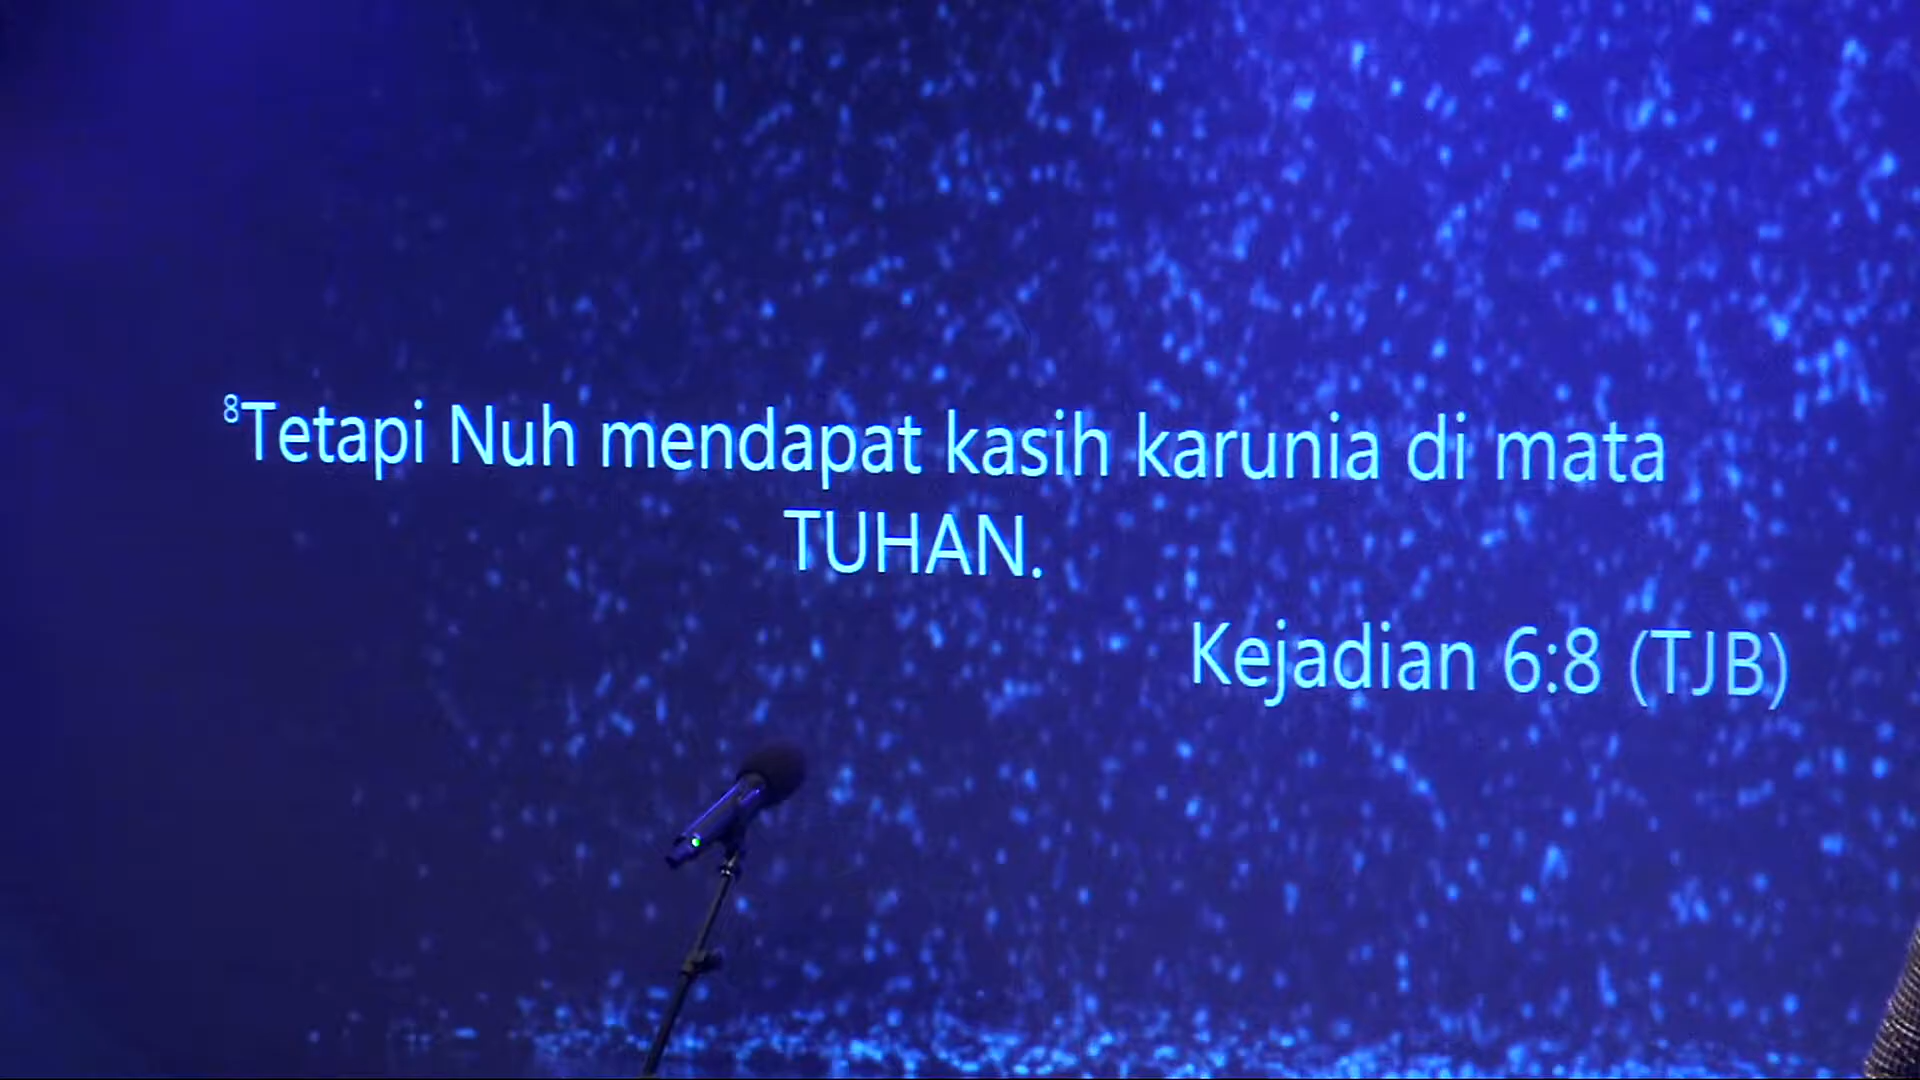 ⁸Tetapi Nuh mendapat kasih karunia di mata
TUHAN.
Kejadian 6:8 (TJB)